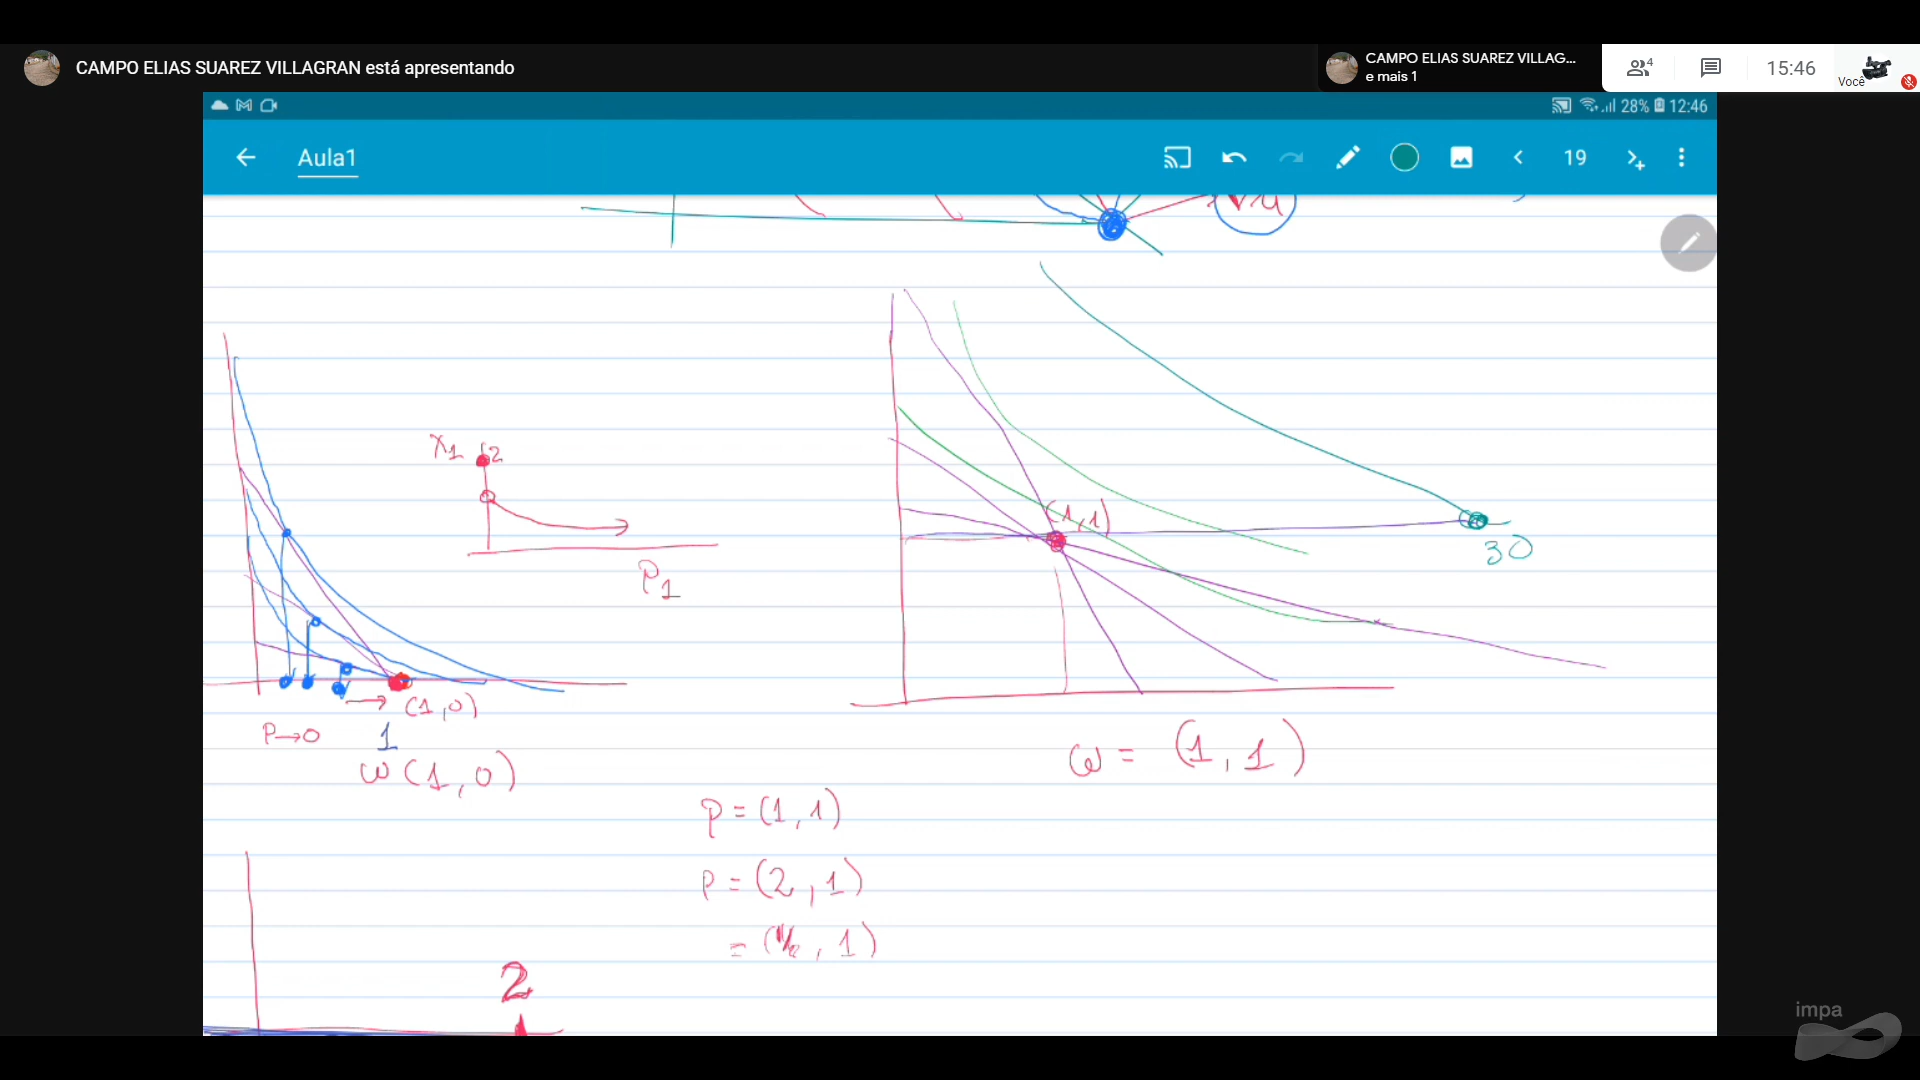 CAMPO ELIAS SUAREZ VILLAGRAN está apresentando
CAMPO ELIAS SUAREZ VILLAG...
e mais 1
4
15:46
Você
28% 12:46
Aula1
19
x₁ 2
P₁
(1,1)
30
(1,0)
P→0
1
ω(1,0)
ω = (1,1)
p = (1,1)
p = (2,1)
= (1/2,1)
2
impa